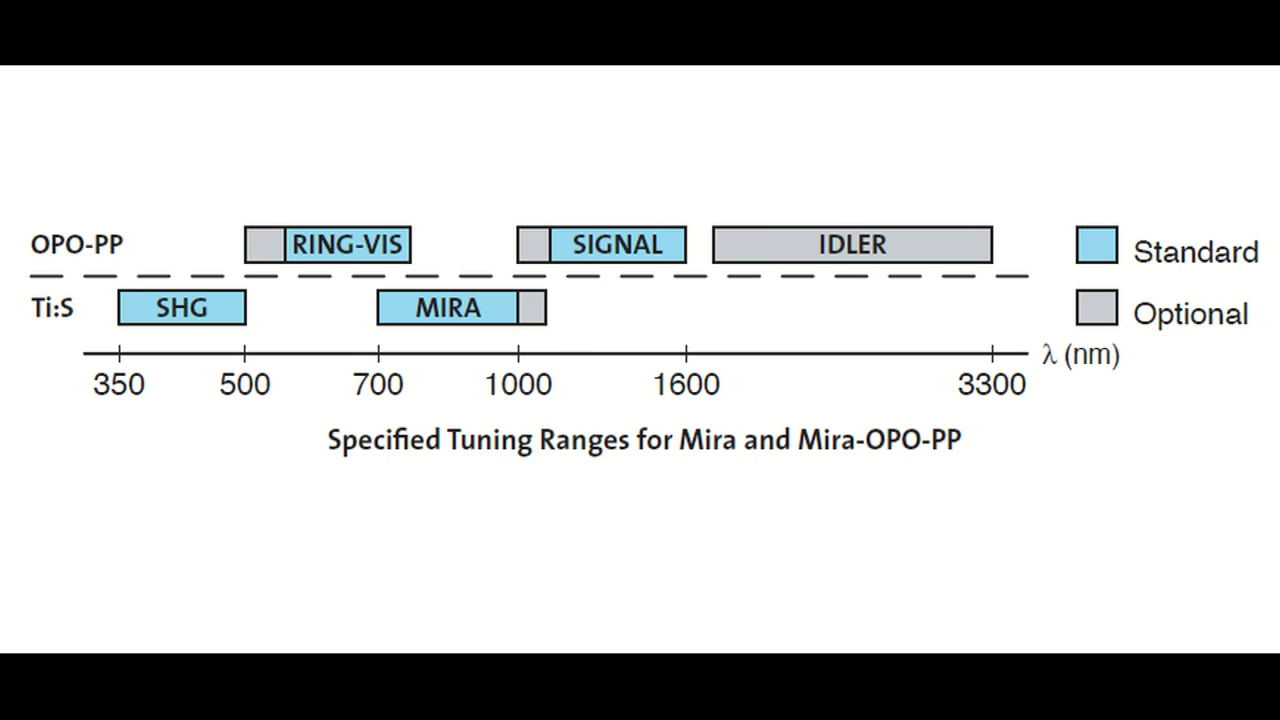 OPO-PP RING-VIS SIGNAL IDLER Standard
Ti:S SHG MIRA Optional
λ (nm)
350 500 700 1000 1600 3300
Specified Tuning Ranges for Mira and Mira-OPO-PP